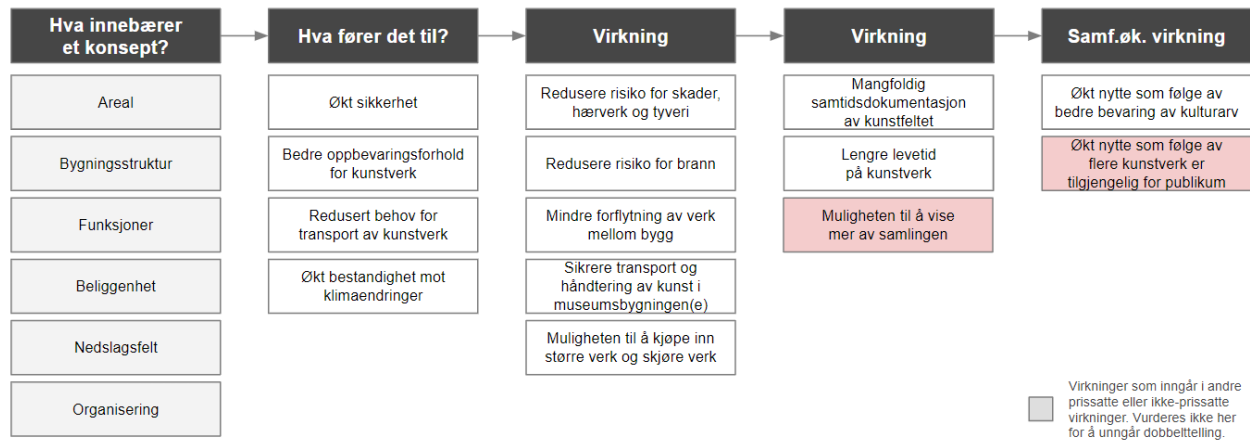 Hva innebærer
et konsept?
Areal
Bygningsstruktur
Funksjoner
Beliggenhet
Nedslagsfelt
Organisering
Hva fører det til?
Økt sikkerhet
Bedre oppbevaringsforhold
for kunstverk
Redusert behov for
transport av kunstverk
Økt bestandighet mot
klimaendringer
Virkning
Redusere risiko for skader,
hærverk og tyveri
Redusere risiko for brann
Mindre forflytning av verk
mellom bygg
Sikrere transport og
håndtering av kunst i
museumsbygningen(e)
Muligheten til å kjøpe inn
større verk og skjøre verk
Virkning
Mangfoldig
samtidsdokumentasjon
av kunstfeltet
Lengre levetid
på kunstverk
Muligheten til å vise
mer av samlingen
Samf.øk. virkning
Økt nytte som følge av
bedre bevaring av kulturarv
Økt nytte som følge av
flere kunstverk er
tilgjengelig for publikum
Virkninger som inngår i andre
prissatte eller ikke-prissatte
virkninger. Vurderes ikke her
for å unngår dobbelttelling.